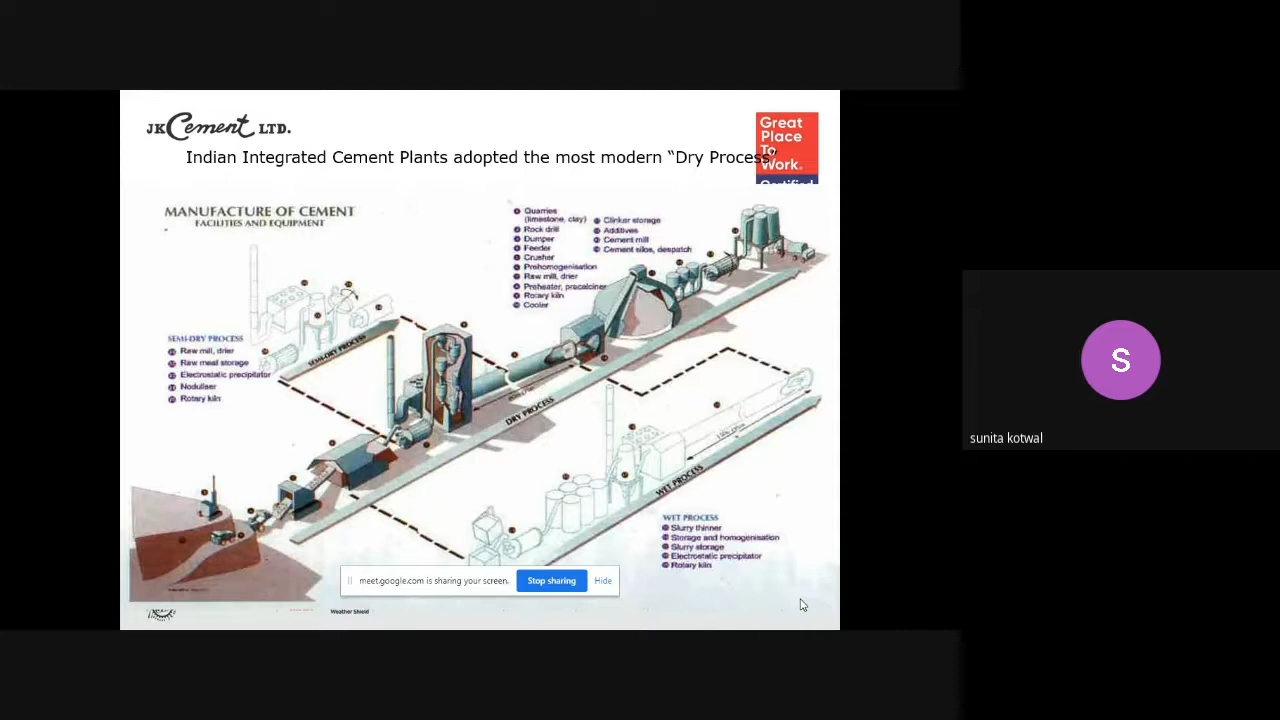 JK Cement LTD.
Great
Place
To
Work.
Certified
Indian Integrated Cement Plants adopted the most modern “Dry Process”
MANUFACTURE OF CEMENT
FACILITIES AND EQUIPMENT
Quarries
(limestone, clay)
Rock drill
Dumper
Feeder
Crusher
Prehomogenisation
Raw mill, drier
Preheater, precalciner
Rotary kiln
Cooler
Clinker storage
Additives
Cement mill
Cement silos, despatch
SEMI-DRY PROCESS
Raw mill, drier
Raw meal storage
Electrostatic precipitator
Noduliser
Rotary kiln
SEMI-DRY PROCESS
DRY PROCESS
WET PROCESS
WET PROCESS
Slurry thinner
Storage and homogenisation
Slurry storage
Electrostatic precipitator
Rotary kiln
meet.google.com is sharing your screen.
Stop sharing
Hide
Weather Shield
S
sunita kotwal